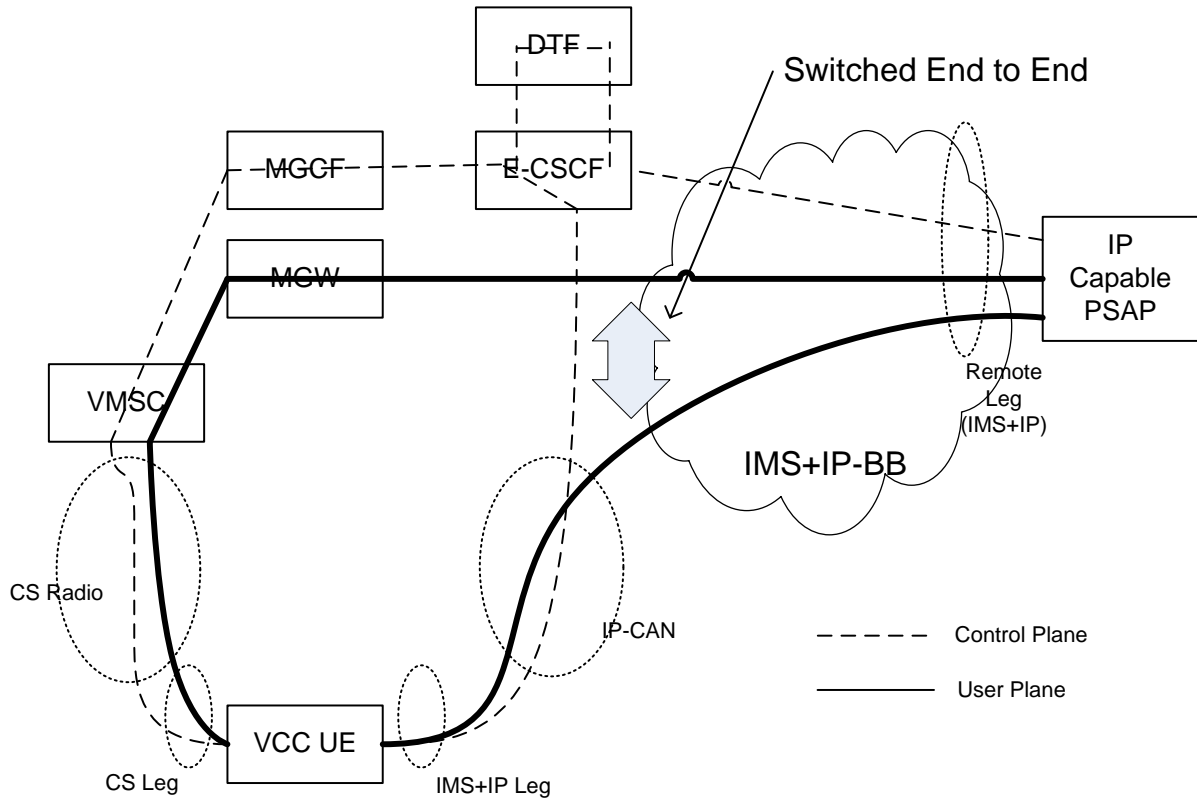 DTF
Switched End to End
MGCF
E-CSCF
MGW
IP
Capable
PSAP
VMSC
Remote
Leg
(IMS+IP)
IMS+IP-BB
CS Radio
IP-CAN
Control Plane
User Plane
VCC UE
CS Leg
IMS+IP Leg